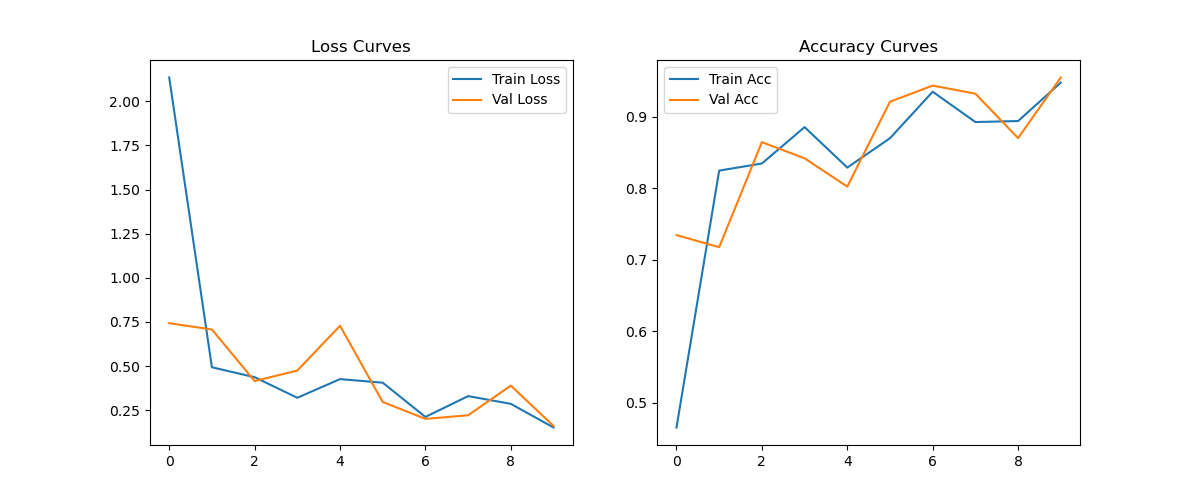 Loss Curves
Train Loss
Val Loss
2.00
1.75
1.50
1.25
1.00
0.75
0.50
0.25
0 2 4 6 8
Accuracy Curves
Train Acc
Val Acc
0.9
0.8
0.7
0.6
0.5
0 2 4 6 8